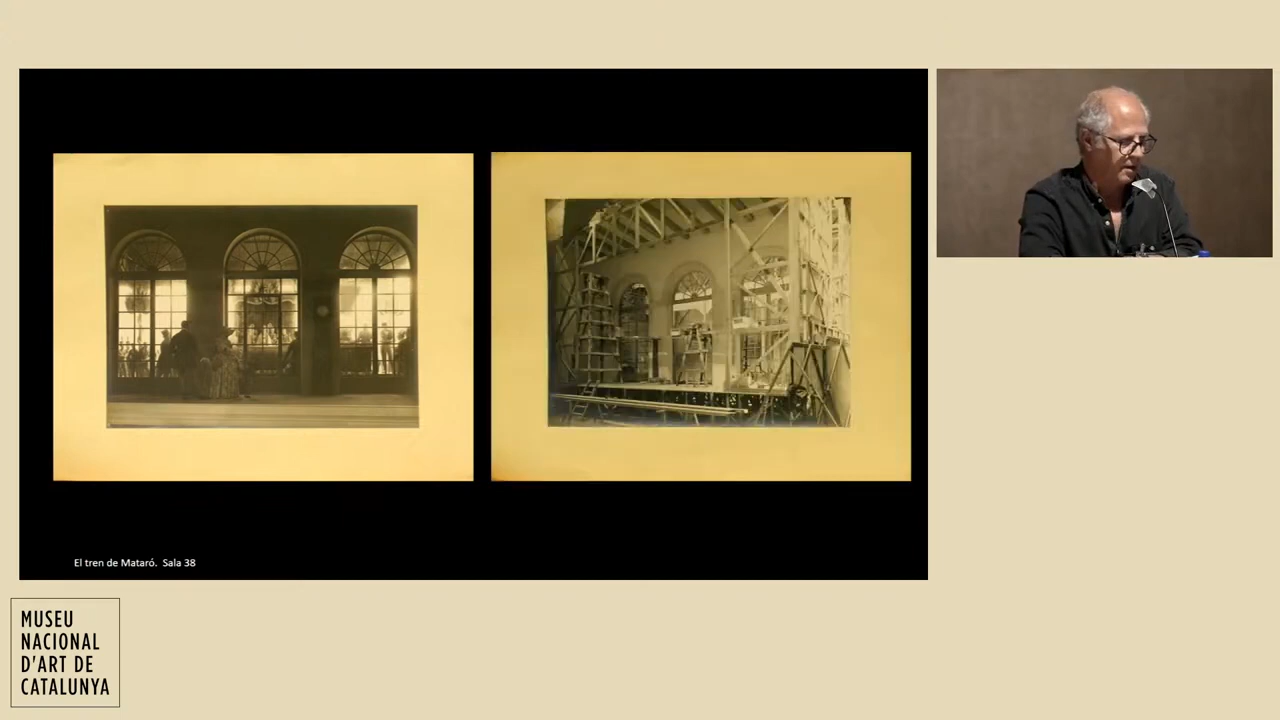 El tren de Mataró. Sala 38
MUSEU
NACIONAL
D'ART DE
CATALUNYA